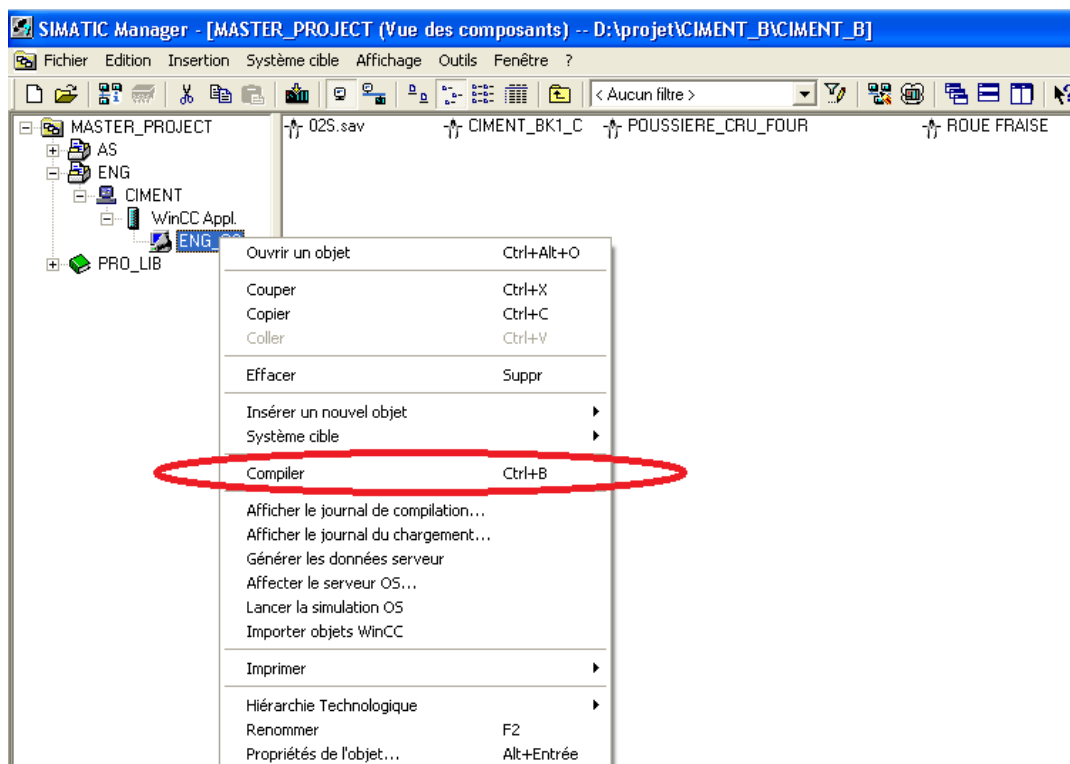 SIMATIC Manager - [MASTER_PROJECT (Vue des composants) -- D:\projet\CIMENT_B\CIMENT_B]
Fichier Edition Insertion Système cible Affichage Outils Fenêtre ?
< Aucun filtre >
MASTER_PROJECT
AS
ENG
CIMENT
WinCC Appl.
PRO_LIB
02S.sav CIMENT_BK1_C POUSSIERE_CRU_FOUR ROUE FRAISE
Ouvrir un objet Ctrl+Alt+O
Couper Ctrl+X
Copier Ctrl+C
Coller Ctrl+V
Effacer Suppr
Insérer un nouvel objet
Système cible
Compiler Ctrl+B
Afficher le journal de compilation...
Afficher le journal du chargement...
Générer les données serveur
Affecter le serveur OS...
Lancer la simulation OS
Importer objets WinCC
Imprimer
Hiérarchie Technologique
Renommer F2
Propriétés de l'objet... Alt+Entrée